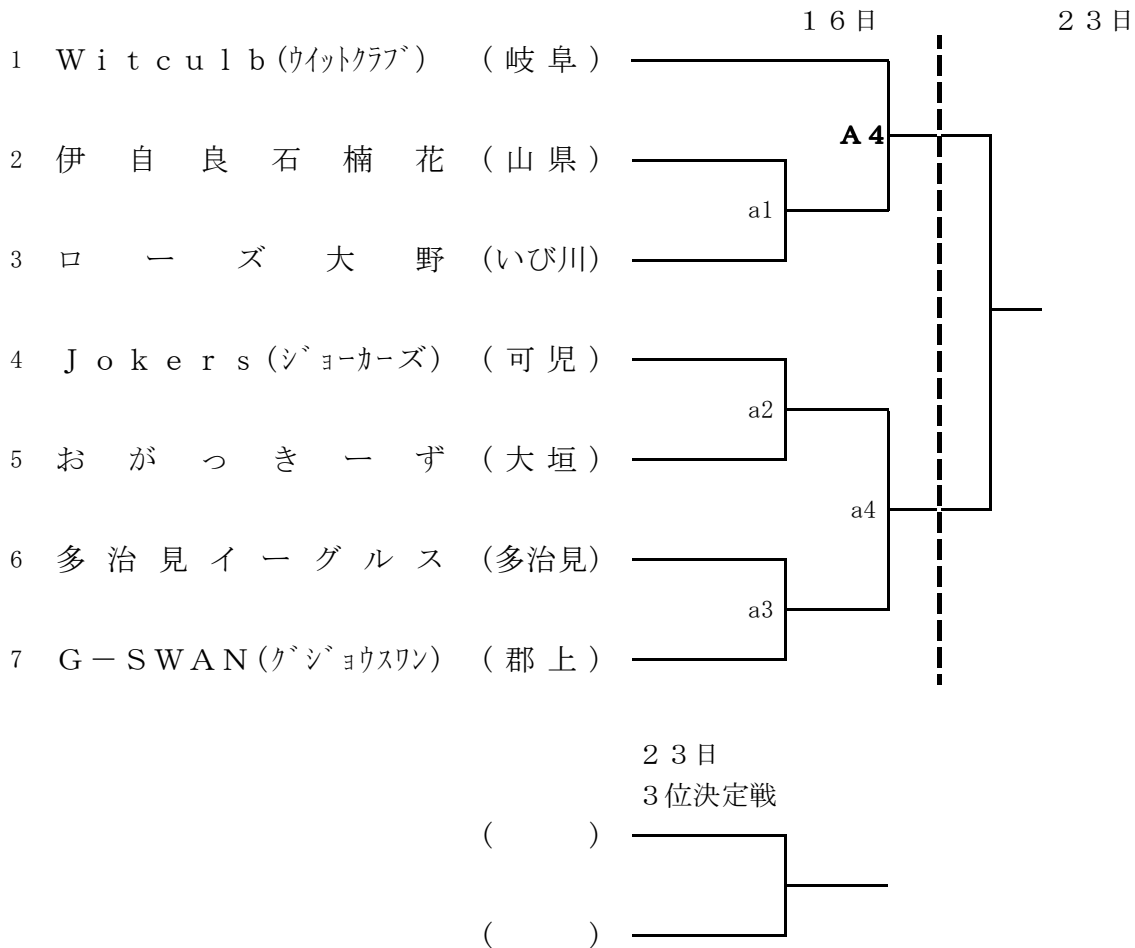 １６日 ２３日
1 Ｗｉｔｃｕｌｂ(ｳｲｯﾄｸﾗﾌﾞ) (岐阜)
A４
2 伊自良石楠花 (山県)
a1
3 ローズ大野 (いび川)
4 Ｊｏｋｅｒｓ(ｼﾞｮｰｶｰｽﾞ) (可児)
a2
5 おがっきーず (大垣)
a4
6 多治見イーグルス (多治見)
a3
7 Ｇ－ＳＷＡＮ(ｸﾞｼﾞｮｳｽﾜﾝ) (郡上)
２３日
３位決定戦
( )
( )